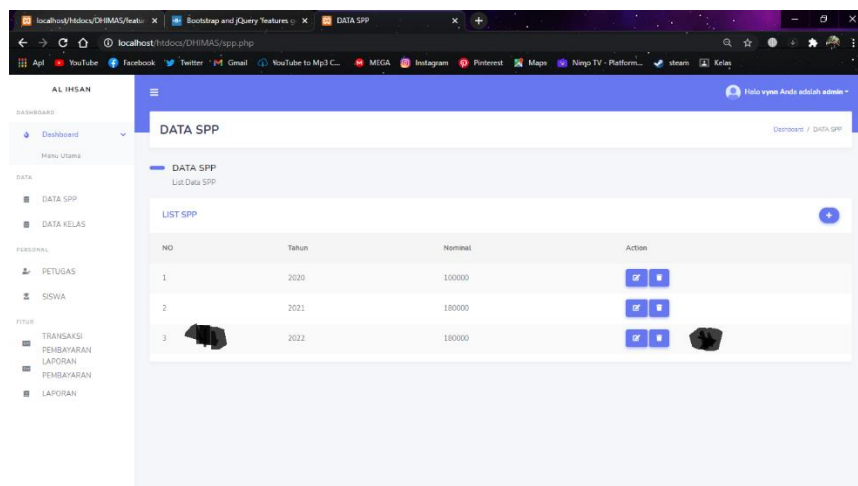 localhost/htdocs/DHIMAS/featu
Bootstrap and jQuery 'features
DATA SPP
localhost/htdocs/DHIMAS/spp.php
Apl YouTube Facebook Twitter Gmail YouTube to Mp3 C... MEGA Instagram Pinterest Maps Nimo TV - Platform... steam Kelas
AL IHSAN
Halo vynn Anda adalah admin
DASHBOARD
Dashboard
Menu Utama
DATA
DATA SPP
DATA KELAS
PERSONAL
PETUGAS
SISWA
FITUR
TRANSAKSI
PEMBAYARAN
LAPORAN
PEMBAYARAN
LAPORAN
DATA SPP
Dashboard / DATA SPP
DATA SPP
List Data SPP
LIST SPP
NO Tahun Nominal Action
1 2020 100000
2 2021 180000
3 2022 180000